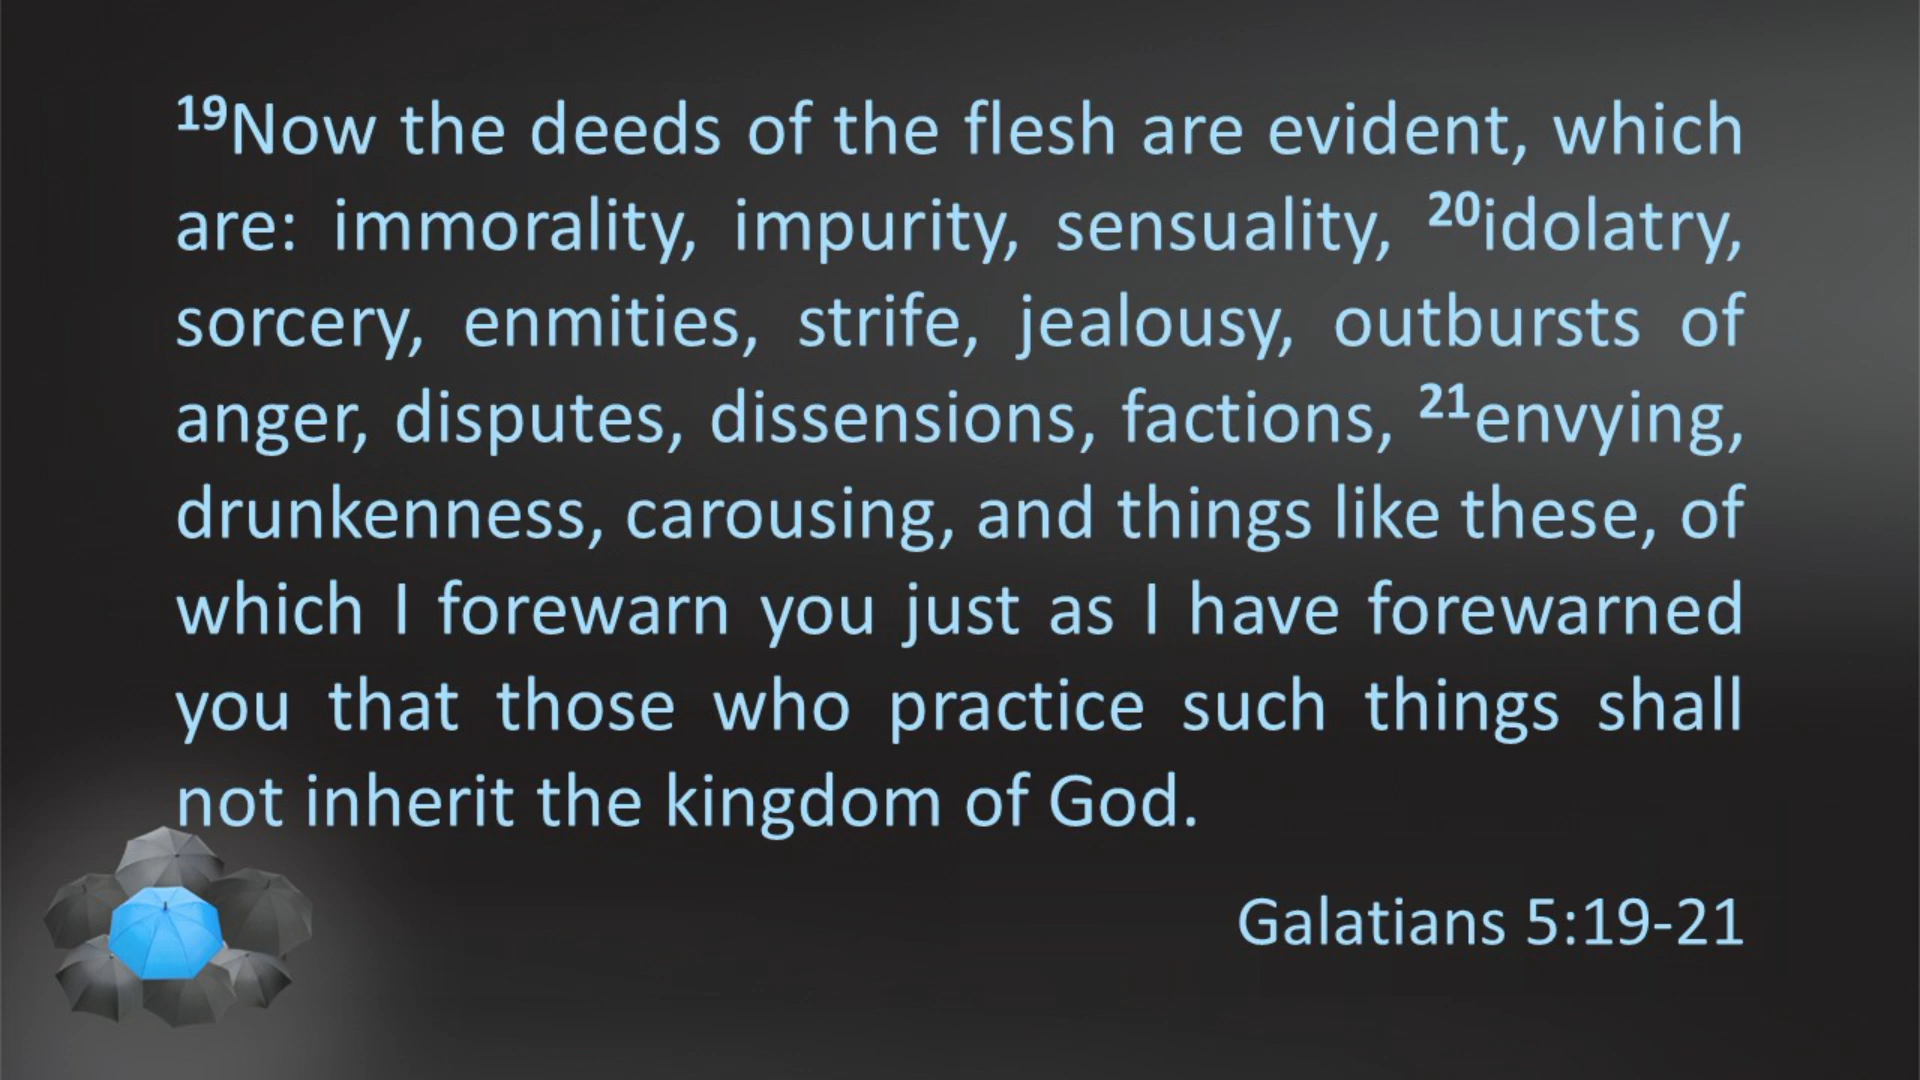 19Now the deeds of the flesh are evident, which
are: immorality, impurity, sensuality, 20idolatry,
sorcery, enmities, strife, jealousy, outbursts of
anger, disputes, dissensions, factions, 21envying,
drunkenness, carousing, and things like these, of
which I forewarn you just as I have forewarned
you that those who practice such things shall
not inherit the kingdom of God.
Galatians 5:19-21